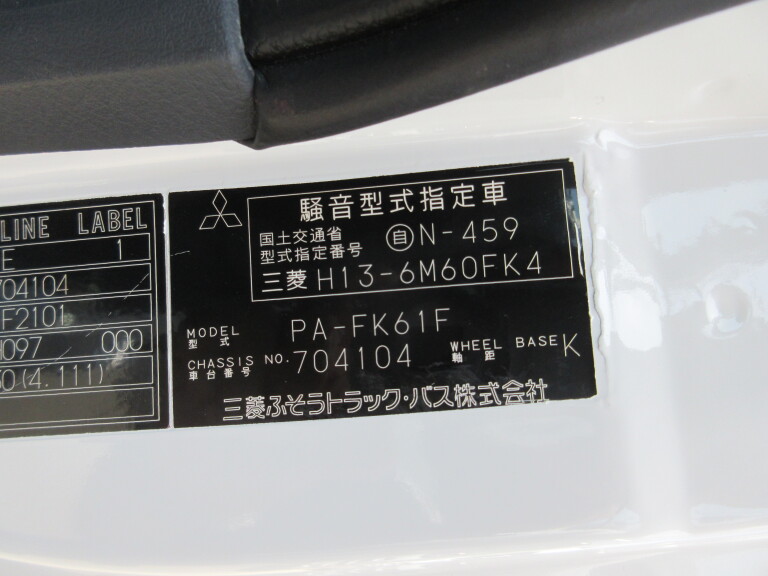 LINE LABEL
E 1
704104
F2101
097 000
0(4.111)
騒音型式指定車
国土交通省
型式指定番号 自N-459
三菱 H13-6M60FK4
MODEL
型式 PA-FK61F
CHASSIS NO.
車台番号 704104
WHEEL BASE
軸距 K
三菱ふそうトラック・バス株式会社